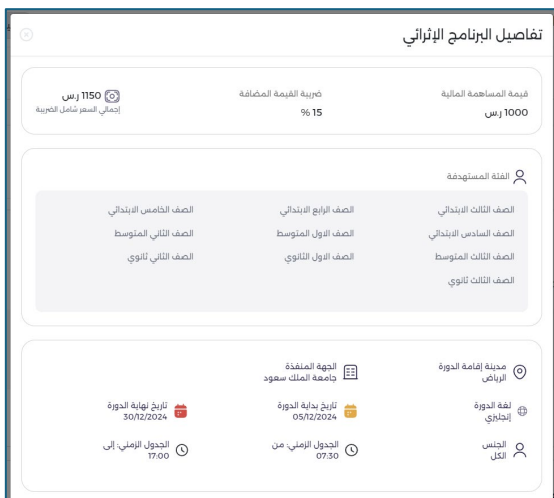 تفاصيل البرنامج الإثرائي
قيمة المساهمة المالية
1000 ر.س
ضريبة القيمة المضافة
15 %
1150 ر.س
إجمالي السعر شامل الضريبة
الفئة المستهدفة
الصف الثالث الابتدائي
الصف الرابع الابتدائي
الصف الخامس الابتدائي
الصف السادس الابتدائي
الصف الاول المتوسط
الصف الثاني المتوسط
الصف الثالث المتوسط
الصف الاول الثانوي
الصف الثاني ثانوي
الصف الثالث ثانوي
مدينة إقامة الدورة
الرياض
الجهة المنفذة
جامعة الملك سعود
لغة الدورة
إنجليزي
تاريخ بداية الدورة
05/12/2024
تاريخ نهاية الدورة
30/12/2024
الجنس
الكل
الجدول الزمني: من
07:30
الجدول الزمني: إلى
17:00